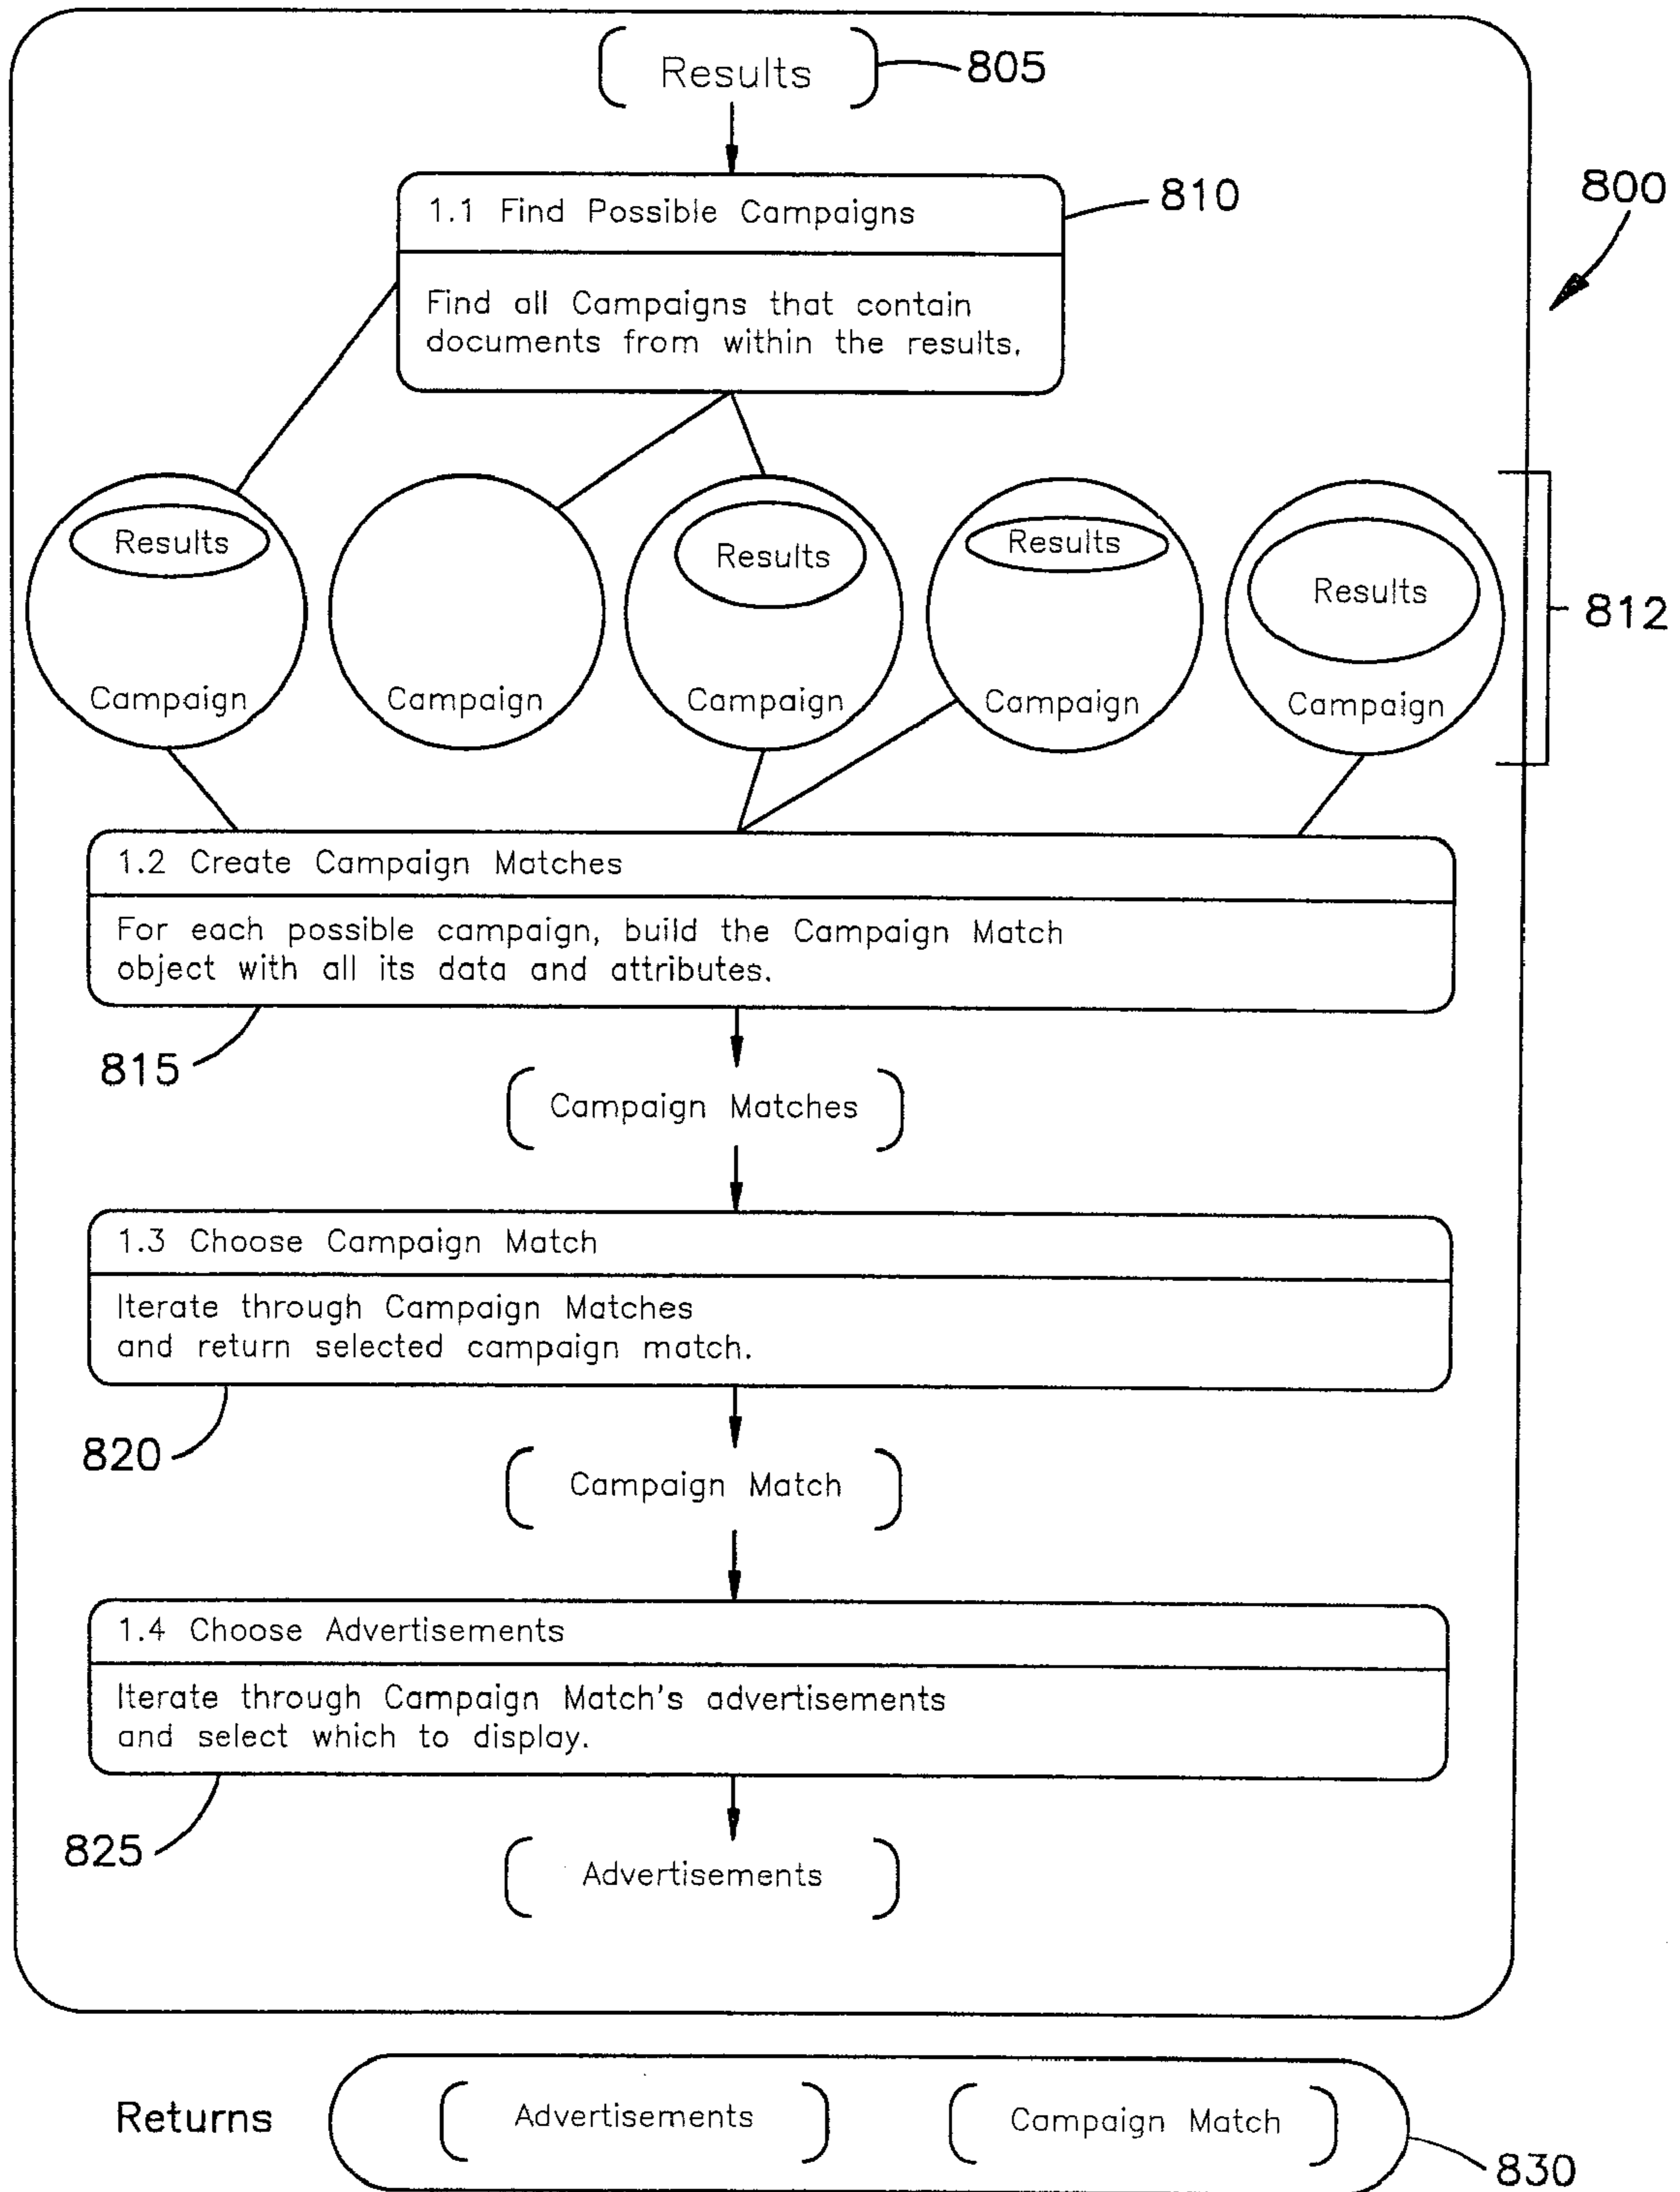 Results
805
800
810
1.1 Find Possible Campaigns
Find all Campaigns that contain
documents from within the results.
Results
Results
Results
Results
812
Campaign
Campaign
Campaign
Campaign
Campaign
1.2 Create Campaign Matches
For each possible campaign, build the Campaign Match
object with all its data and attributes.
815
Campaign Matches
1.3 Choose Campaign Match
Iterate through Campaign Matches
and return selected campaign match.
820
Campaign Match
1.4 Choose Advertisements
Iterate through Campaign Match's advertisements
and select which to display.
825
Advertisements
Returns
Advertisements
Campaign Match
830